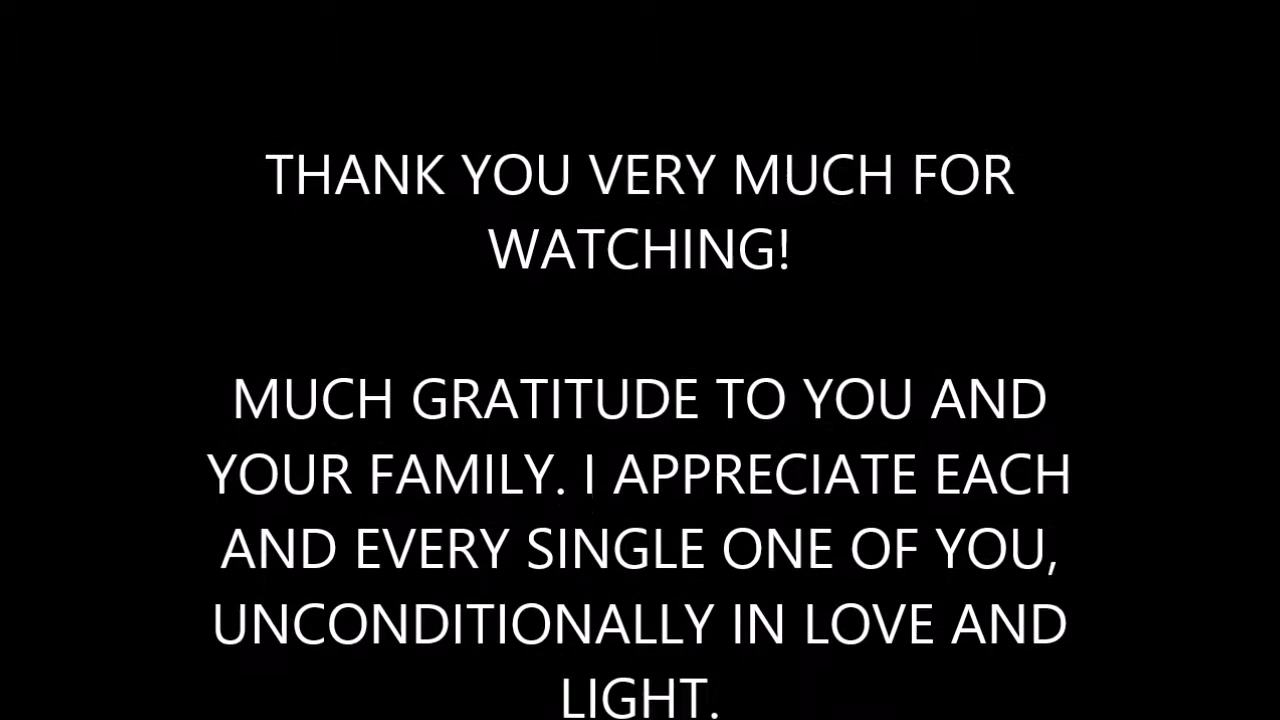 THANK YOU VERY MUCH FOR
WATCHING!
MUCH GRATITUDE TO YOU AND
YOUR FAMILY. I APPRECIATE EACH
AND EVERY SINGLE ONE OF YOU,
UNCONDITIONALLY IN LOVE AND
LIGHT.